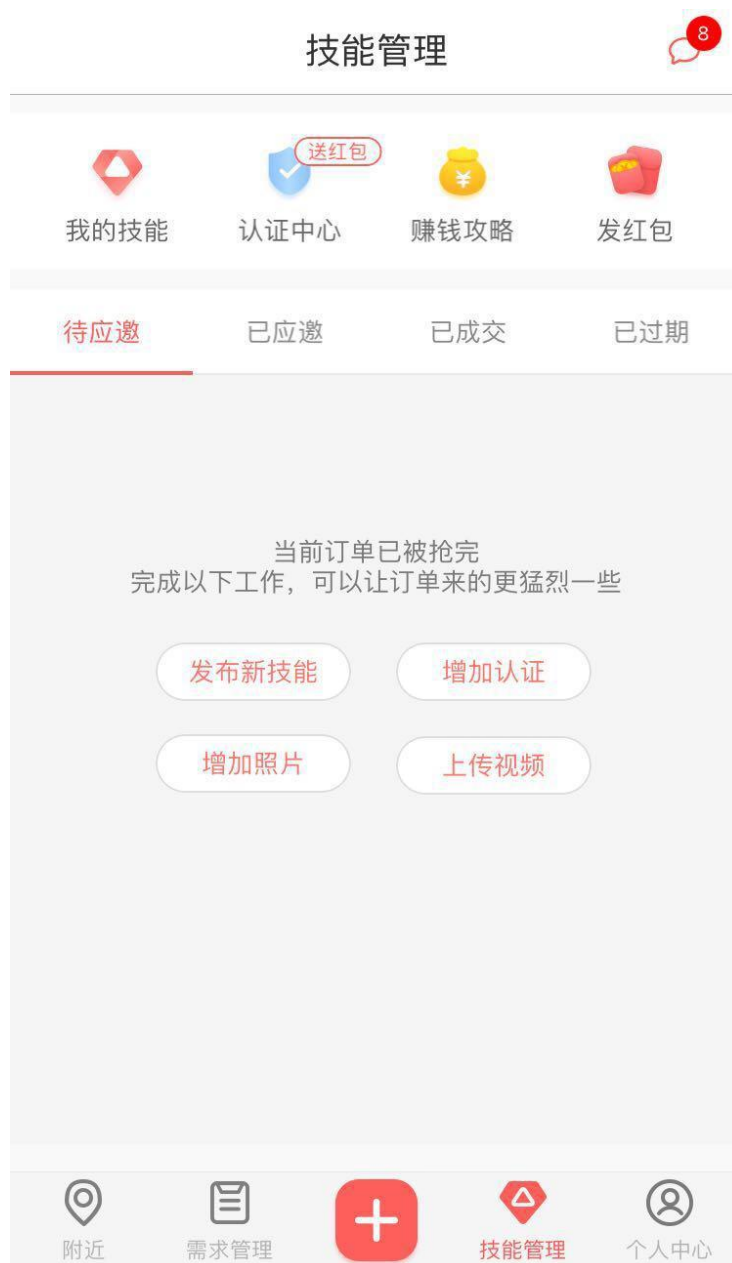 技能管理
8
送红包
我的技能 认证中心 赚钱攻略 发红包
待应邀 已应邀 已成交 已过期
当前订单已被抢完
完成以下工作，可以让订单来的更猛烈一些
发布新技能 增加认证
增加照片 上传视频
附近 需求管理 技能管理 个人中心